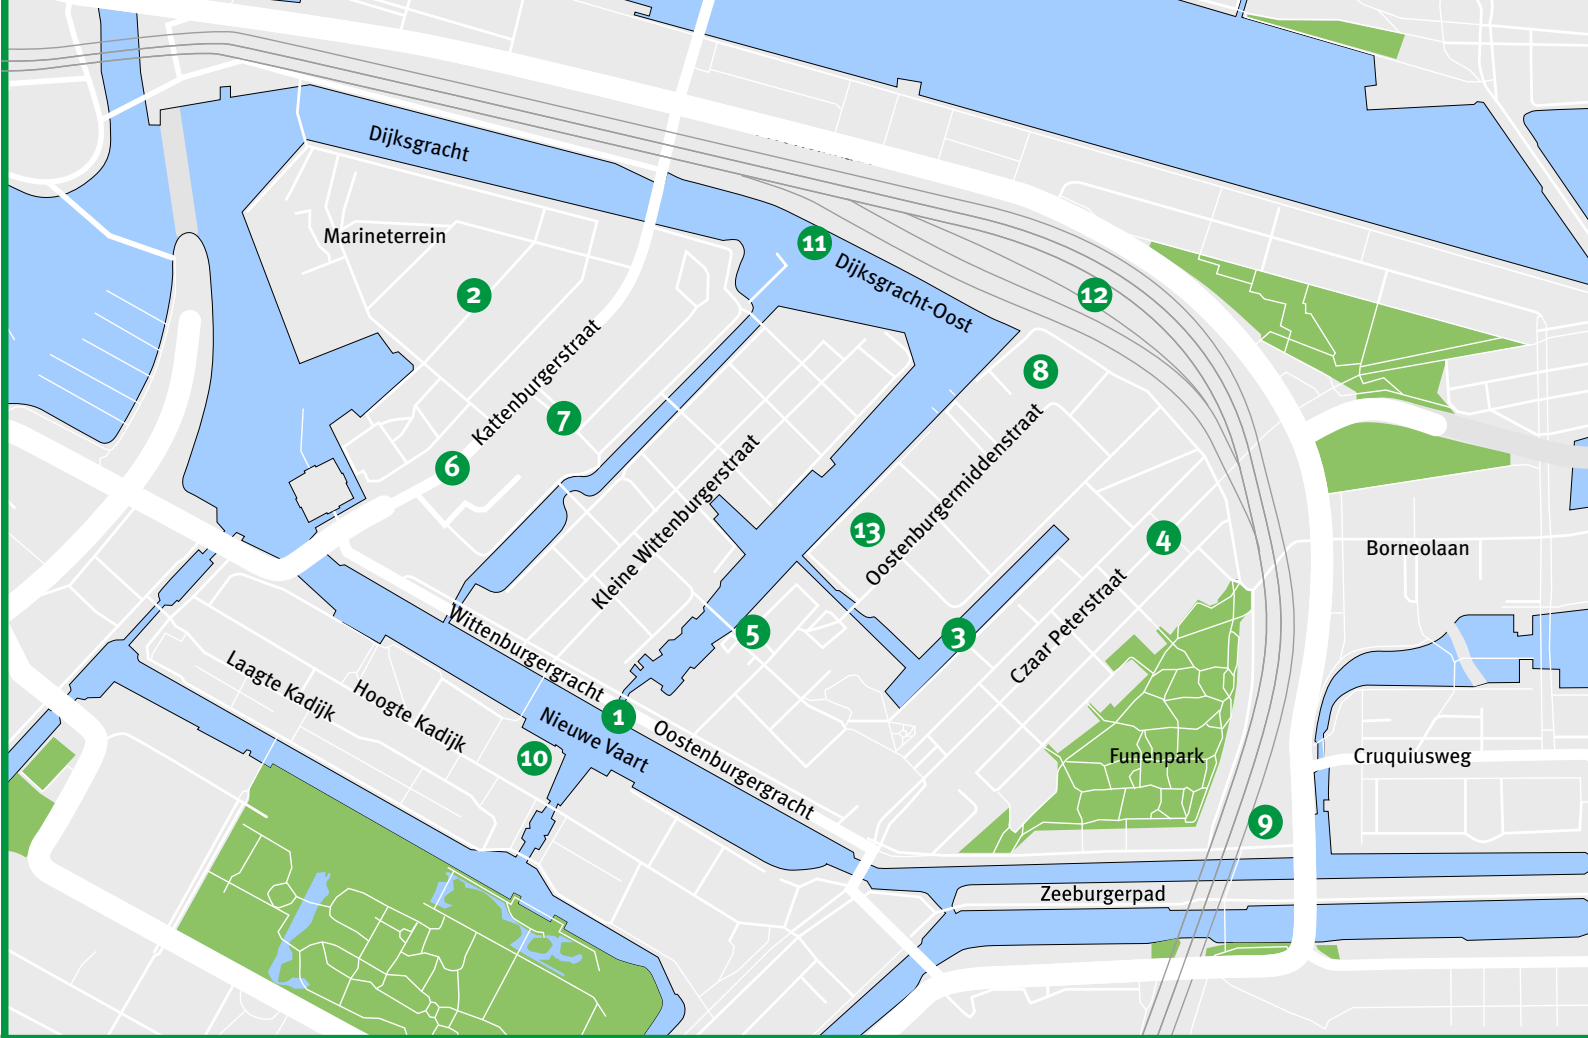 Dijksgracht
Marineterrein
11
Dijksgracht-Oost
2
12
Kattenburgerstraat
8
7
6
Kleine Wittenburgerstraat
Oostenburgermiddenstraat
13
4
Borneolaan
Wittenburgergracht
5
3
Czaar Peterstraat
Laagte Kadijk
Hoogte Kadijk
1
Nieuwe Vaart
Oostenburgergracht
10
Funenpark
Cruquiusweg
9
Zeeburgerpad